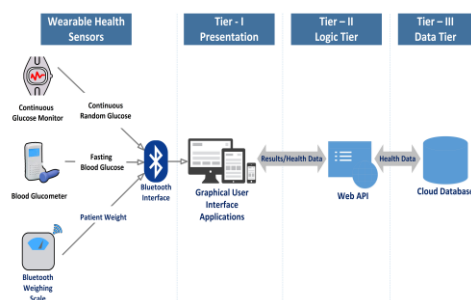 Wearable Health
Sensors
Tier - I
Presentation
Tier – II
Logic Tier
Tier – III
Data Tier
Continuous
Glucose Monitor
Continuous
Random Glucose
Fasting
Blood Glucose
Blood Glucometer
Bluetooth
Interface
Patient Weight
Bluetooth
Weighing
Scale
Graphical User
Interface
Applications
Results/Health Data
Web API
Health Data
Cloud Database